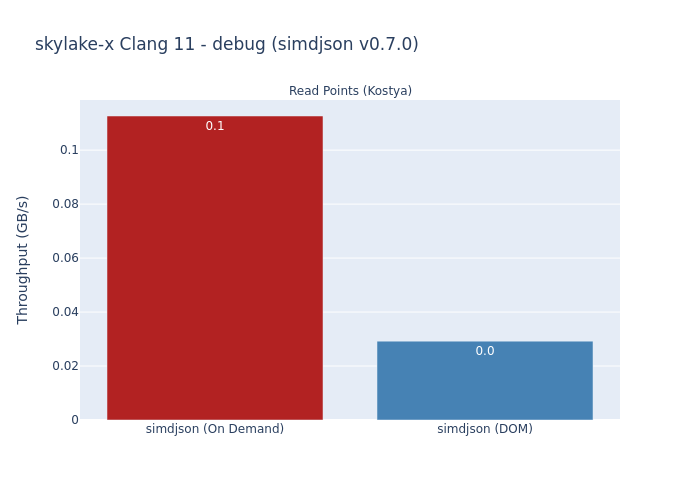 skylake-x Clang 11 - debug (simdjson v0.7.0)
Read Points (Kostya)
Throughput (GB/s)
0.1
0.08
0.06
0.04
0.02
0
0.1
0.0
simdjson (On Demand)
simdjson (DOM)